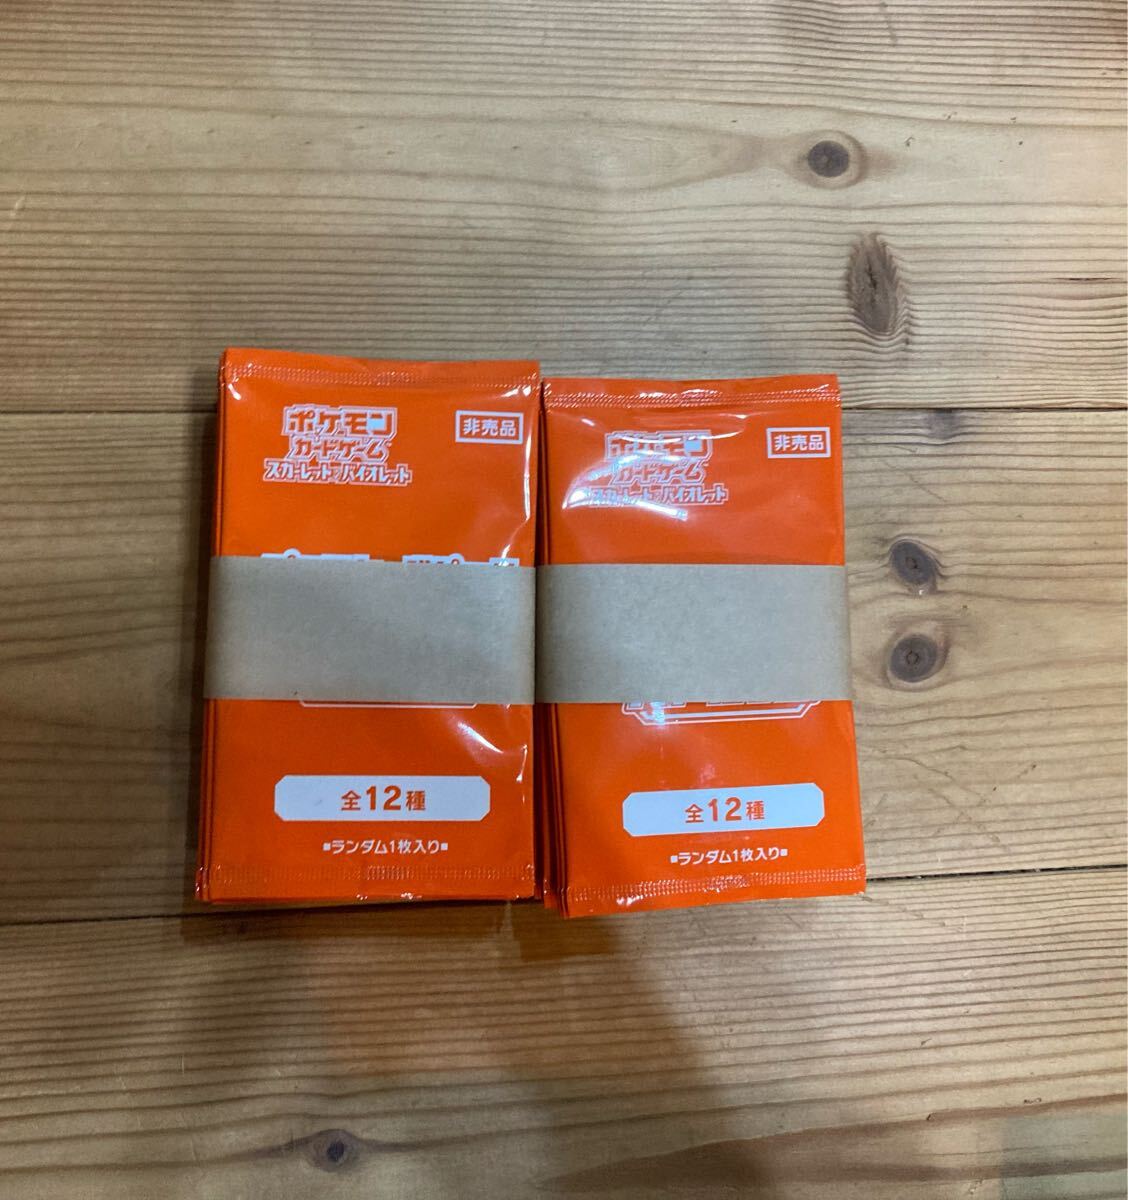 ポケモン
カードゲーム
スカーレット&バイオレット
非売品
全12種
■ランダム1枚入り■
ポケモン
カードゲーム
スカーレット&バイオレット
非売品
全12種
■ランダム1枚入り■